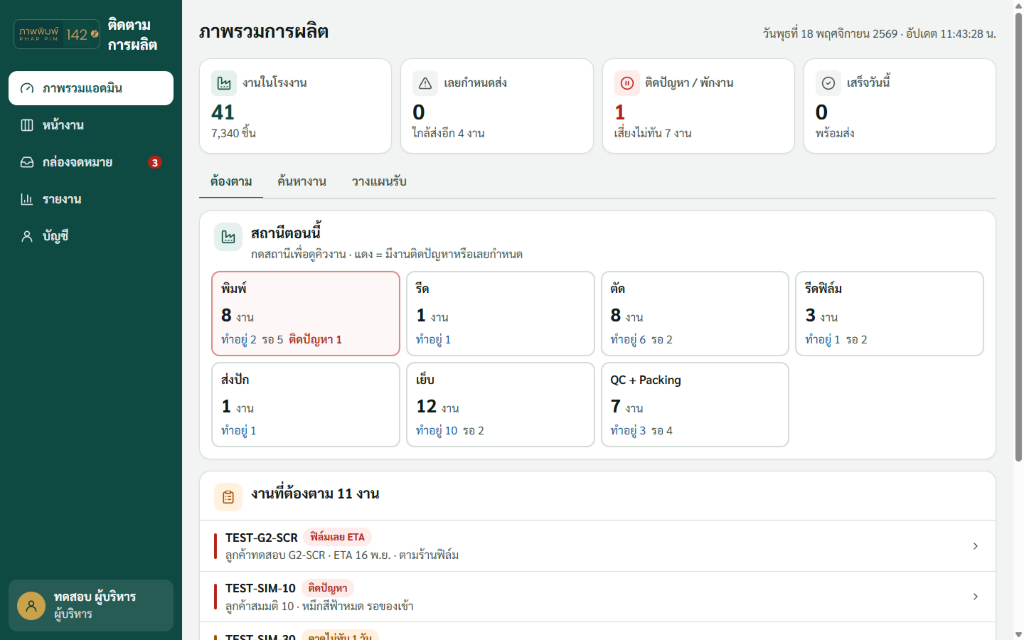 ภาพพิมพ์
PHAP PIM
142
ติดตาม
การผลิต
ภาพรวมแอดมิน
หน้างาน
กล่องจดหมาย 3
รายงาน
บัญชี
ทดสอบ ผู้บริหาร
ผู้บริหาร
ภาพรวมการผลิต
วันพุธที่ 18 พฤศจิกายน 2569 · อัปเดต 11:43:28 น.
งานในโรงงาน
41
7,340 ชิ้น
เลยกำหนดส่ง
0
ใกล้ส่งอีก 4 งาน
ติดปัญหา / พักงาน
1
เสี่ยงไม่ทัน 7 งาน
เสร็จวันนี้
0
พร้อมส่ง
ต้องตาม ค้นหางาน วางแผนรับ
สถานีตอนนี้
กดสถานีเพื่อดูคิวงาน · แดง = มีงานติดปัญหาหรือเลยกำหนด
พิมพ์
8 งาน
ทำอยู่ 2 รอ 5 ติดปัญหา 1
รีด
1 งาน
ทำอยู่ 1
ตัด
8 งาน
ทำอยู่ 6 รอ 2
รีดฟิล์ม
3 งาน
ทำอยู่ 1 รอ 2
ส่งปัก
1 งาน
ทำอยู่ 1
เย็บ
12 งาน
ทำอยู่ 10 รอ 2
QC + Packing
7 งาน
ทำอยู่ 3 รอ 4
งานที่ต้องตาม 11 งาน
TEST-G2-SCR ฟิล์มเลย ETA
ลูกค้าทดสอบ G2-SCR · ETA 16 พ.ย. · ตามร้านฟิล์ม
TEST-SIM-10 ติดปัญหา
ลูกค้าสมมติ 10 · หมึกสีฟ้าหมด รอของเข้า
TEST-SIM-30 คาดไม่ทัน 1 วัน